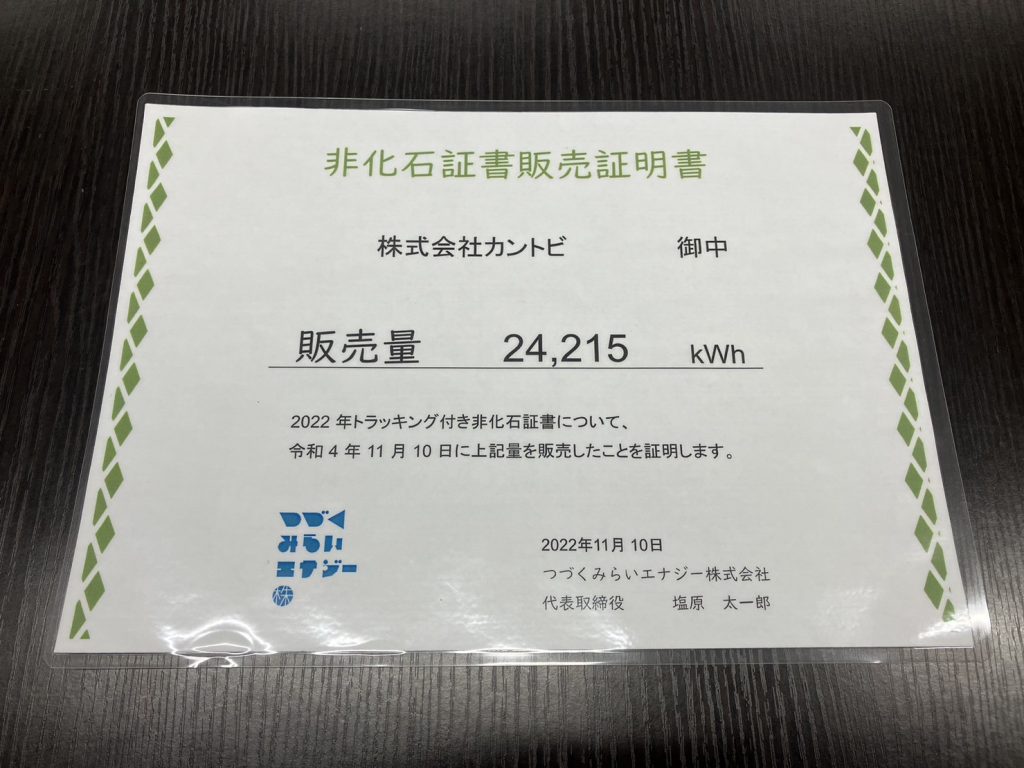 非化石証書販売証明書
株式会社カントビ 御中
販売量 24,215 kWh
2022 年トラッキング付き非化石証書について、
令和 4 年 11 月 10 日に上記量を販売したことを証明します。
つづく
みらい
エナジー
株
2022年11月 10日
つづくみらいエナジー株式会社
代表取締役 塩原 太一郎